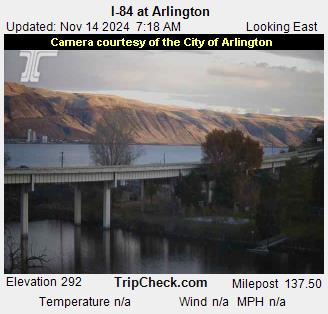 I-84 at Arlington
Updated: Nov 14 2024 7:18 AM Looking East
Camera courtesy of the City of Arlington
Elevation 292 TripCheck.com Milepost 137.50
Temperature n/a Wind n/a MPH n/a